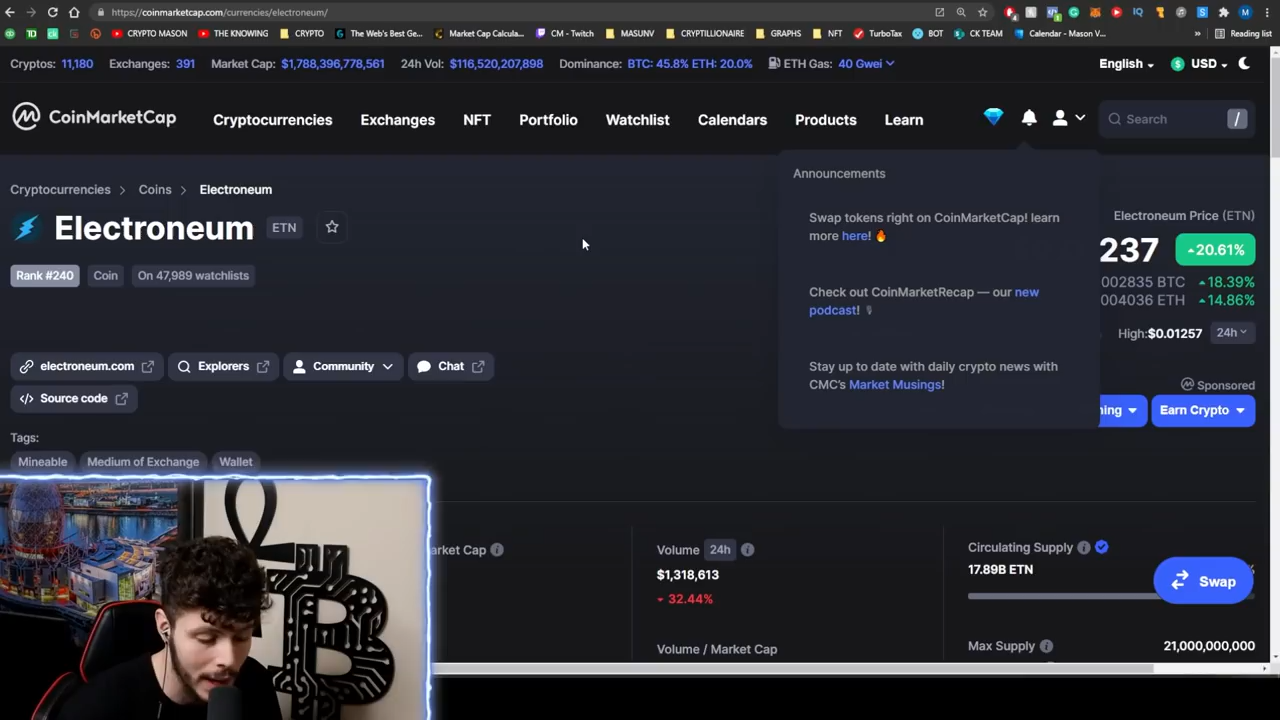 https://coinmarketcap.com/currencies/electroneum/
CRYPTO MASON THE KNOWING CRYPTO The Web's Best Ge... Market Cap Calcula... CM - Twitch MASUNV CRYPTILLIONAIRE GRAPHS NFT TurboTax BOT CK TEAM Calendar - Mason V... » Reading list
Cryptos: 11,180 Exchanges: 391 Market Cap: $1,788,396,778,561 24h Vol: $116,520,207,898 Dominance: BTC: 45.8% ETH: 20.0% ETH Gas: 40 Gwei English USD
CoinMarketCap Cryptocurrencies Exchanges NFT Portfolio Watchlist Calendars Products Learn Search /
Announcements
Cryptocurrencies > Coins > Electroneum
Swap tokens right on CoinMarketCap! learn
more here!
Electroneum Price (ETN)
Electroneum ETN
237 20.61%
Rank #240 Coin On 47,989 watchlists
002835 BTC 18.39%
Check out CoinMarketRecap — our new
podcast!
004036 ETH 14.86%
High: $0.01257 24h
electroneum.com Explorers Community Chat
Stay up to date with daily crypto news with
CMC's Market Musings!
Sponsored
Source code
ning Earn Crypto
Tags:
Mineable Medium of Exchange Wallet
arket Cap Volume 24h Circulating Supply
$1,318,613 17.89B ETN
32.44% Swap
Volume / Market Cap Max Supply 21,000,000,000